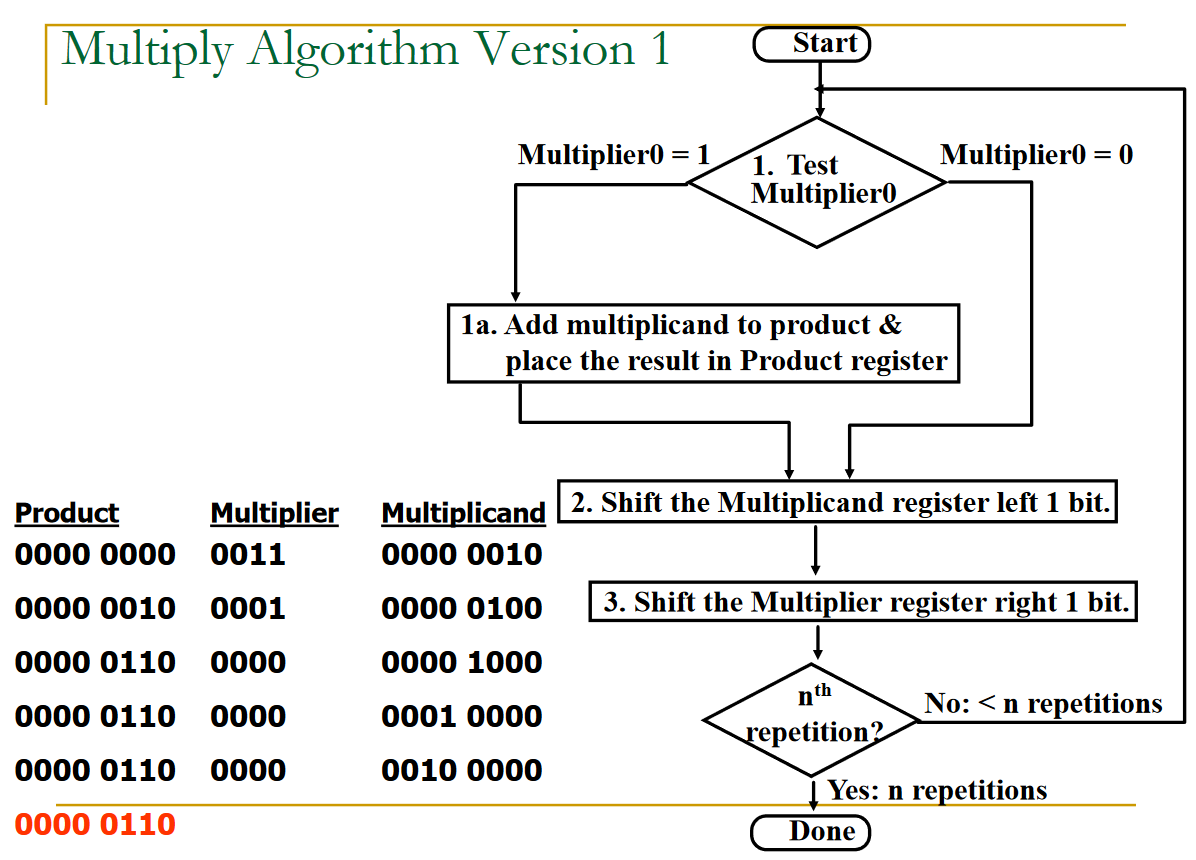 Multiply Algorithm Version 1
Start
Multiplier0 = 1
1. Test
Multiplier0
Multiplier0 = 0
1a. Add multiplicand to product &
place the result in Product register
2. Shift the Multiplicand register left 1 bit.
3. Shift the Multiplier register right 1 bit.
nth
repetition?
No: < n repetitions
Yes: n repetitions
Done
Product Multiplier Multiplicand
0000 0000 0011 0000 0010
0000 0010 0001 0000 0100
0000 0110 0000 0000 1000
0000 0110 0000 0001 0000
0000 0110 0000 0010 0000
0000 0110